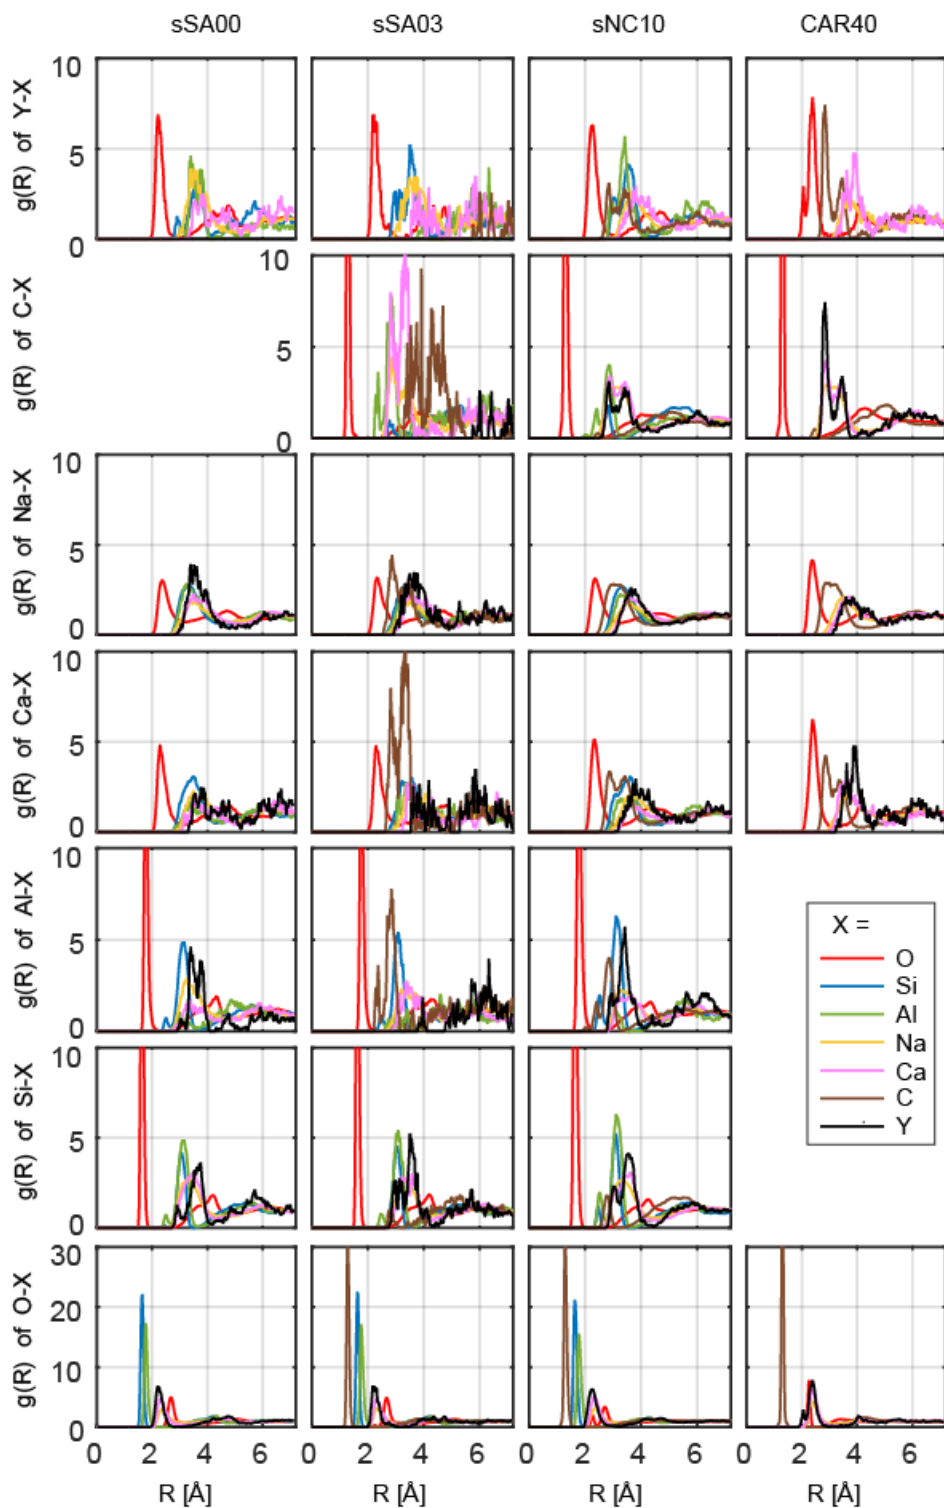 sSA00 sSA03 sNC10 CAR40
g(R) of Y-X
10
5
0
g(R) of C-X
10
5
0
g(R) of Na-X
10
5
0
g(R) of Ca-X
10
5
0
g(R) of Al-X
10
5
0
X =
O
Si
Al
Na
Ca
C
Y
g(R) of Si-X
10
5
0
g(R) of O-X
30
20
10
0
0 2 4 6 0 2 4 6 0 2 4 6 0 2 4 6
R [Å] R [Å] R [Å] R [Å]